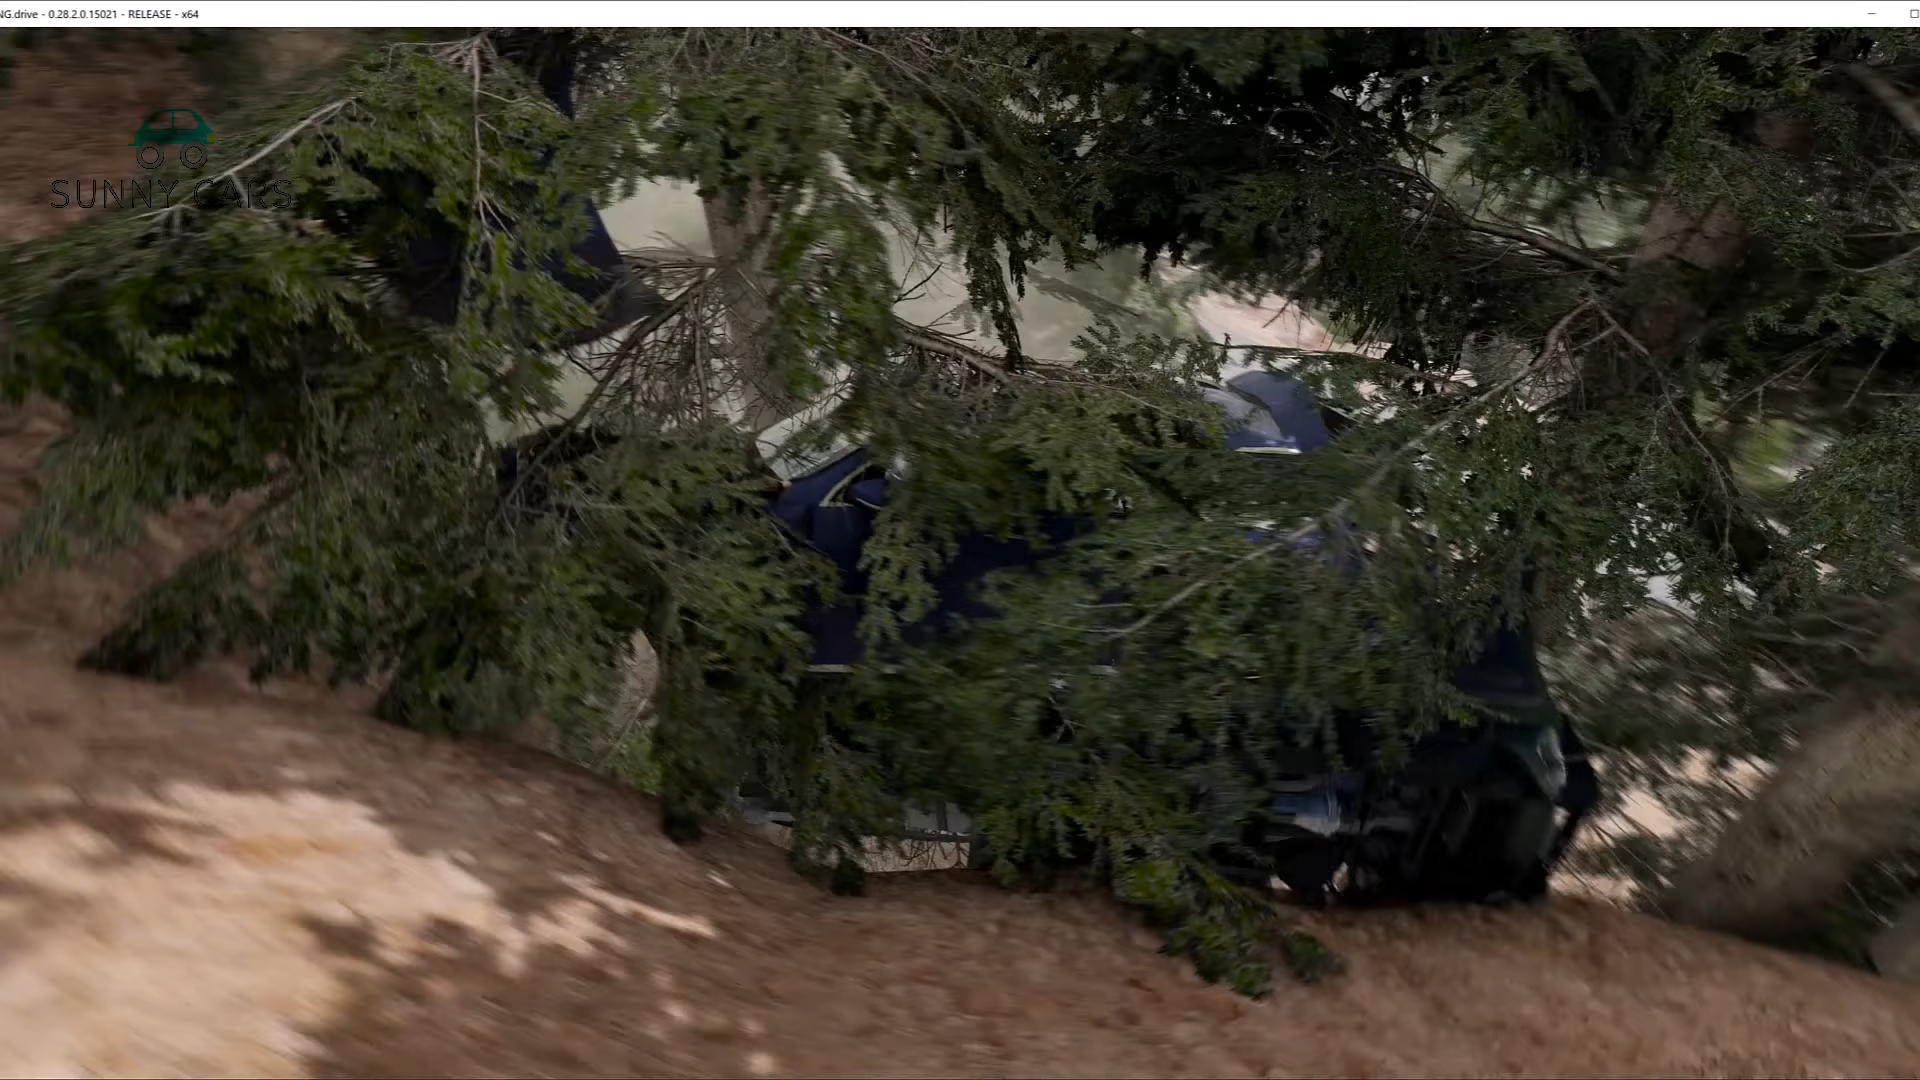 NG.drive - 0.28.2.0.15021 - RELEASE - x64
SUNNY CARS